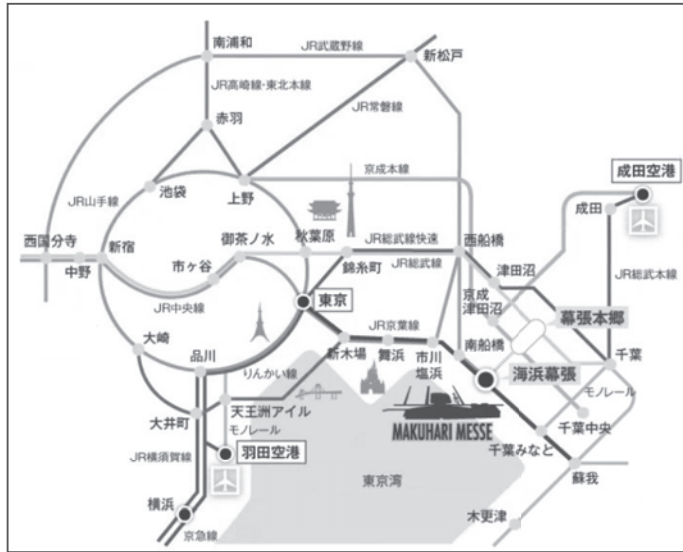 南浦和
JR武蔵野線
新松戸
JR高崎線・東北本線
赤羽
JR常磐線
京成本線
成田空港
池袋
上野
JR山手線
成田
御茶ノ水
秋葉原
JR総武線快速
西船橋
西国分寺
新宿
中野
市ヶ谷
錦糸町
JR総武線
津田沼
JR総武本線
東京
京成
津田沼
幕張本郷
JR中央線
JR京葉線
大崎
新木場
舞浜
市川
塩浜
南船橋
千葉
品川
りんかい線
海浜幕張
モノレール
天王洲アイル
MAKUHARI MESSE
大井町
モノレール
千葉中央
JR横須賀線
羽田空港
千葉みなと
蘇我
東京湾
横浜
木更津
京急線